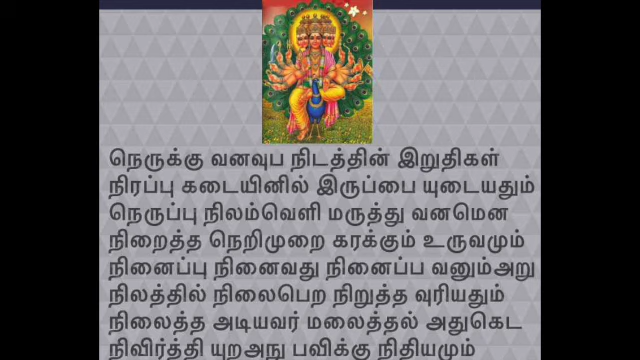 நெருக்கு வனவுப நிடத்தின் இறுதிகள்
நிரப்பு கடையினில் இருப்பை யுடையதும்
நெருப்பு நிலம்வெளி மருத்து வனமென
நிறைத்த நெறிமுறை கரக்கும் உருவமும்
நினைப்பு நினைவது நினைப்ப வனும்அறு
நிலத்தில் நிலைபெற நிறுத்த வுரியதும்
நிலைத்த அடியவர் மலைத்தல் அதுகெட
நிவிர்த்தி யுறஅநு பவிக்கு நிதியமும்